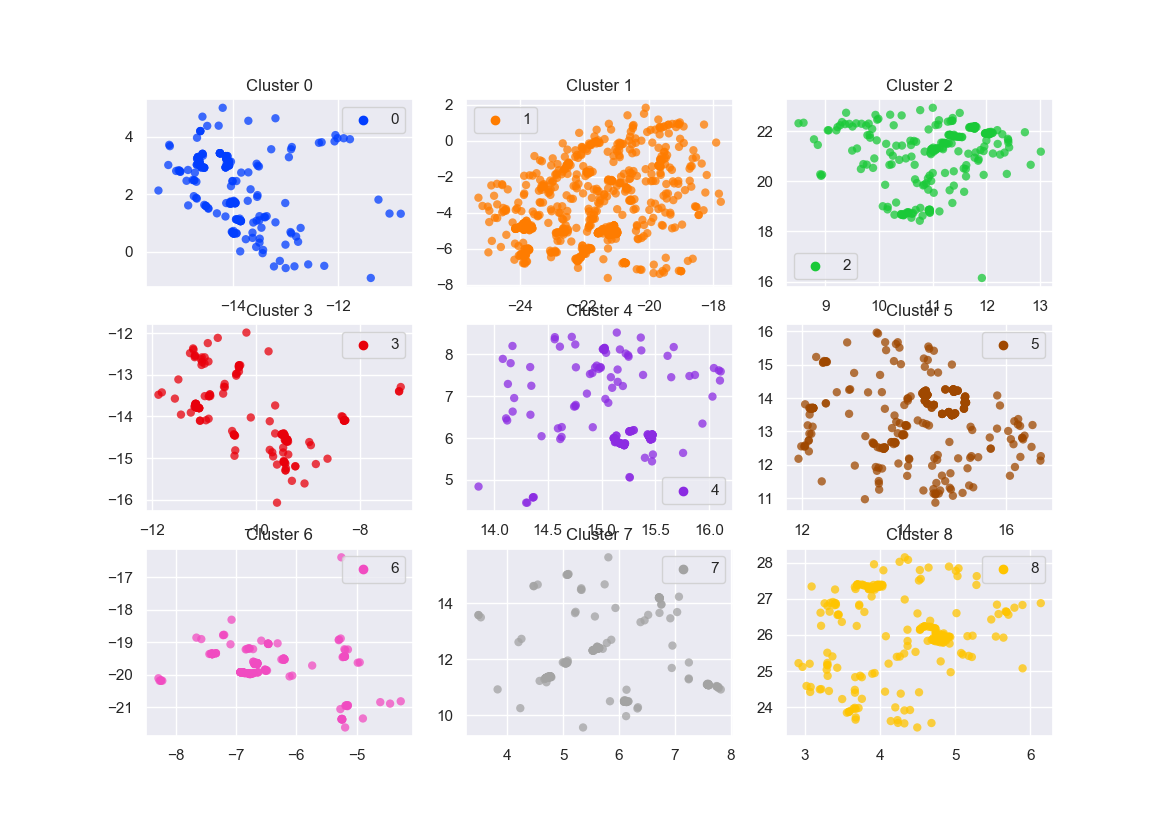 Cluster 0 Cluster 1 Cluster 2
0 1 2
4 2 0
−14 −12
2 0 −2 −4 −6 −8
−24 −22 −20 −18
22 20 18 16
9 10 11 12 13
Cluster 3 Cluster 4 Cluster 5
3 4 5
−12 −13 −14 −15 −16
−12 −10 −8
8 7 6 5
14.0 14.5 15.0 15.5 16.0
16 15 14 13 12 11
12 14 16
Cluster 6 Cluster 7 Cluster 8
6 7 8
−17 −18 −19 −20 −21
−8 −7 −6 −5
14 12 10
4 5 6 7 8
28 27 26 25 24
3 4 5 6